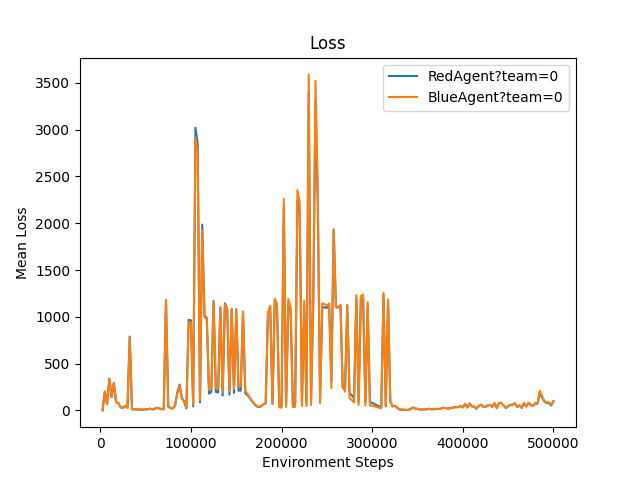 Loss
RedAgent?team=0
BlueAgent?team=0
Mean Loss
3500
3000
2500
2000
1500
1000
500
0
0
100000
200000
300000
400000
500000
Environment Steps